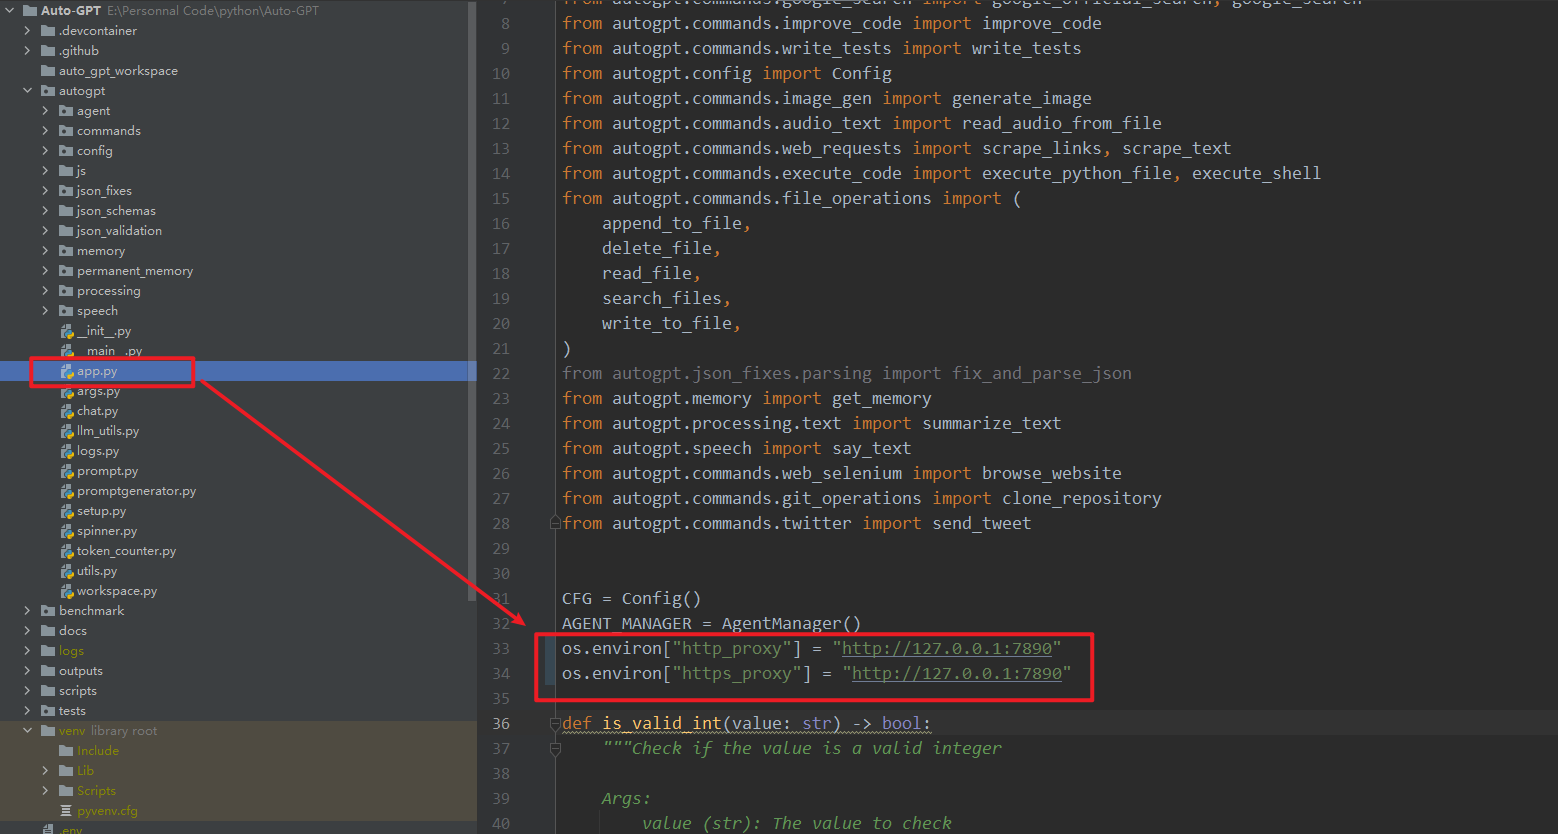 Auto-GPT E:\Personnal Code\python\Auto-GPT
.devcontainer
.github
auto_gpt_workspace
autogpt
agent
commands
config
js
json_fixes
json_schemas
json_validation
memory
permanent_memory
processing
speech
__init__.py
__main__.py
app.py
args.py
chat.py
llm_utils.py
logs.py
prompt.py
promptgenerator.py
setup.py
spinner.py
token_counter.py
utils.py
workspace.py
benchmark
docs
logs
outputs
scripts
tests
venv library root
Include
Lib
Scripts
pyvenv.cfg
.env
7 from autogpt.commands.google_search import google_official_search, google_search
8 from autogpt.commands.improve_code import improve_code
9 from autogpt.commands.write_tests import write_tests
10 from autogpt.config import Config
11 from autogpt.commands.image_gen import generate_image
12 from autogpt.commands.audio_text import read_audio_from_file
13 from autogpt.commands.web_requests import scrape_links, scrape_text
14 from autogpt.commands.execute_code import execute_python_file, execute_shell
15 from autogpt.commands.file_operations import (
16 append_to_file,
17 delete_file,
18 read_file,
19 search_files,
20 write_to_file,
21 )
22 from autogpt.json_fixes.parsing import fix_and_parse_json
23 from autogpt.memory import get_memory
24 from autogpt.processing.text import summarize_text
25 from autogpt.speech import say_text
26 from autogpt.commands.web_selenium import browse_website
27 from autogpt.commands.git_operations import clone_repository
28 from autogpt.commands.twitter import send_tweet
29
30
31 CFG = Config()
32 AGENT_MANAGER = AgentManager()
33 os.environ["http_proxy"] = "http://127.0.0.1:7890"
34 os.environ["https_proxy"] = "http://127.0.0.1:7890"
35
36 def is_valid_int(value: str) -> bool:
37 """Check if the value is a valid integer
38
39 Args:
40 value (str): The value to check